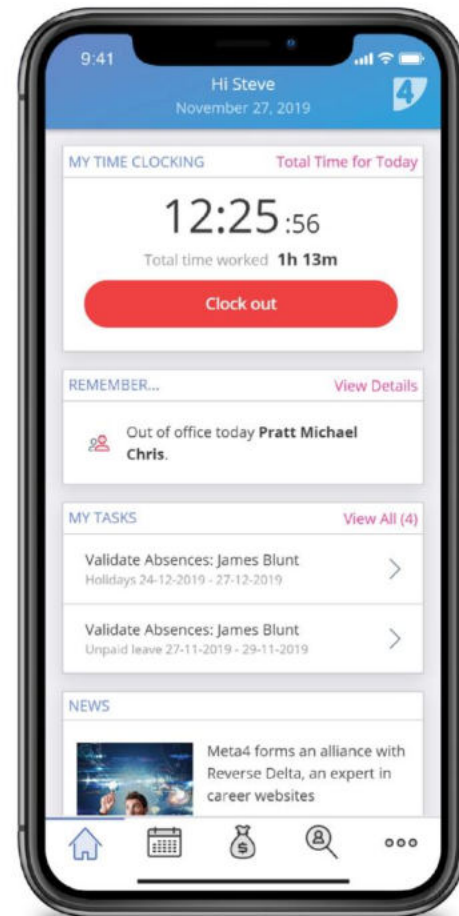 9:41
Hi Steve
4
November 27, 2019
MY TIME CLOCKING Total Time for Today
12:25 :56
Total time worked 1h 13m
Clock out
REMEMBER... View Details
Out of office today Pratt Michael
Chris.
MY TASKS View All (4)
Validate Absences: James Blunt
Holidays 24-12-2019 - 27-12-2019
Validate Absences: James Blunt
Unpaid leave 27-11-2019 - 29-11-2019
NEWS
Meta4 forms an alliance with
Reverse Delta, an expert in
career websites
$